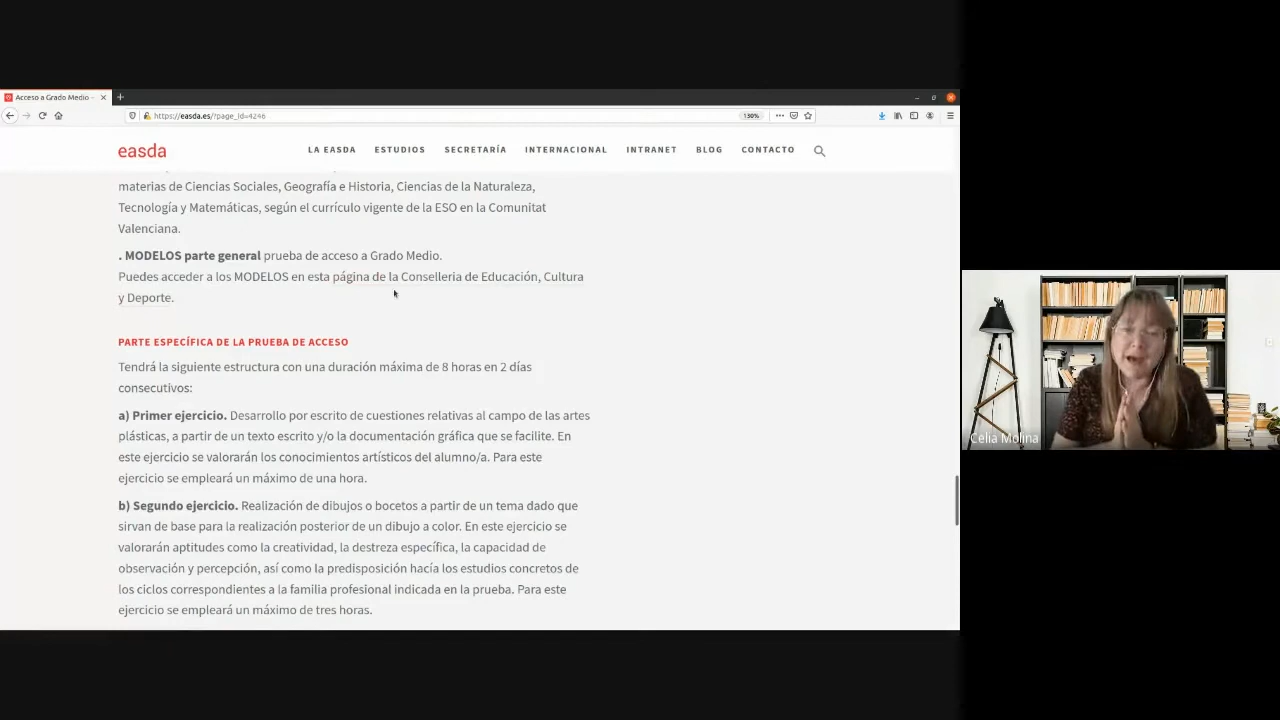 Acceso a Grado Medio -
https://easda.es/?page_id=4246
130%
easda
LA EASDA ESTUDIOS SECRETARÍA INTERNACIONAL INTRANET BLOG CONTACTO
materias de Ciencias Sociales, Geografía e Historia, Ciencias de la Naturaleza,
Tecnología y Matemáticas, según el currículo vigente de la ESO en la Comunitat
Valenciana.
. MODELOS parte general prueba de acceso a Grado Medio.
Puedes acceder a los MODELOS en esta página de la Conselleria de Educación, Cultura
y Deporte.
PARTE ESPECÍFICA DE LA PRUEBA DE ACCESO
Tendrá la siguiente estructura con una duración máxima de 8 horas en 2 días
consecutivos:
a) Primer ejercicio. Desarrollo por escrito de cuestiones relativas al campo de las artes
plásticas, a partir de un texto escrito y/o la documentación gráfica que se facilite. En
este ejercicio se valorarán los conocimientos artísticos del alumno/a. Para este
ejercicio se empleará un máximo de una hora.
b) Segundo ejercicio. Realización de dibujos o bocetos a partir de un tema dado que
sirvan de base para la realización posterior de un dibujo a color. En este ejercicio se
valorarán aptitudes como la creatividad, la destreza específica, la capacidad de
observación y percepción, así como la predisposición hacía los estudios concretos de
los ciclos correspondientes a la familia profesional indicada en la prueba. Para este
ejercicio se empleará un máximo de tres horas.
Celia Molina